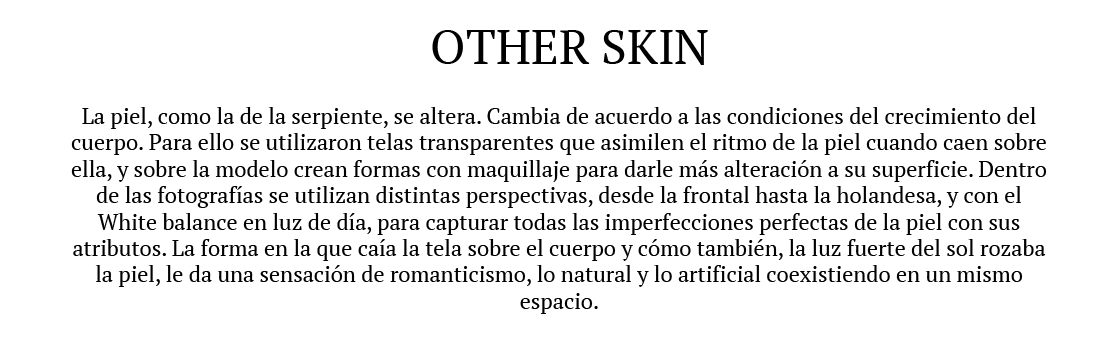 OTHER SKIN
La piel, como la de la serpiente, se altera. Cambia de acuerdo a las condiciones del crecimiento del
cuerpo. Para ello se utilizaron telas transparentes que asimilen el ritmo de la piel cuando caen sobre
ella, y sobre la modelo crean formas con maquillaje para darle más alteración a su superficie. Dentro
de las fotografías se utilizan distintas perspectivas, desde la frontal hasta la holandesa, y con el
White balance en luz de día, para capturar todas las imperfecciones perfectas de la piel con sus
atributos. La forma en la que caía la tela sobre el cuerpo y cómo también, la luz fuerte del sol rozaba
la piel, le da una sensación de romanticismo, lo natural y lo artificial coexistiendo en un mismo
espacio.